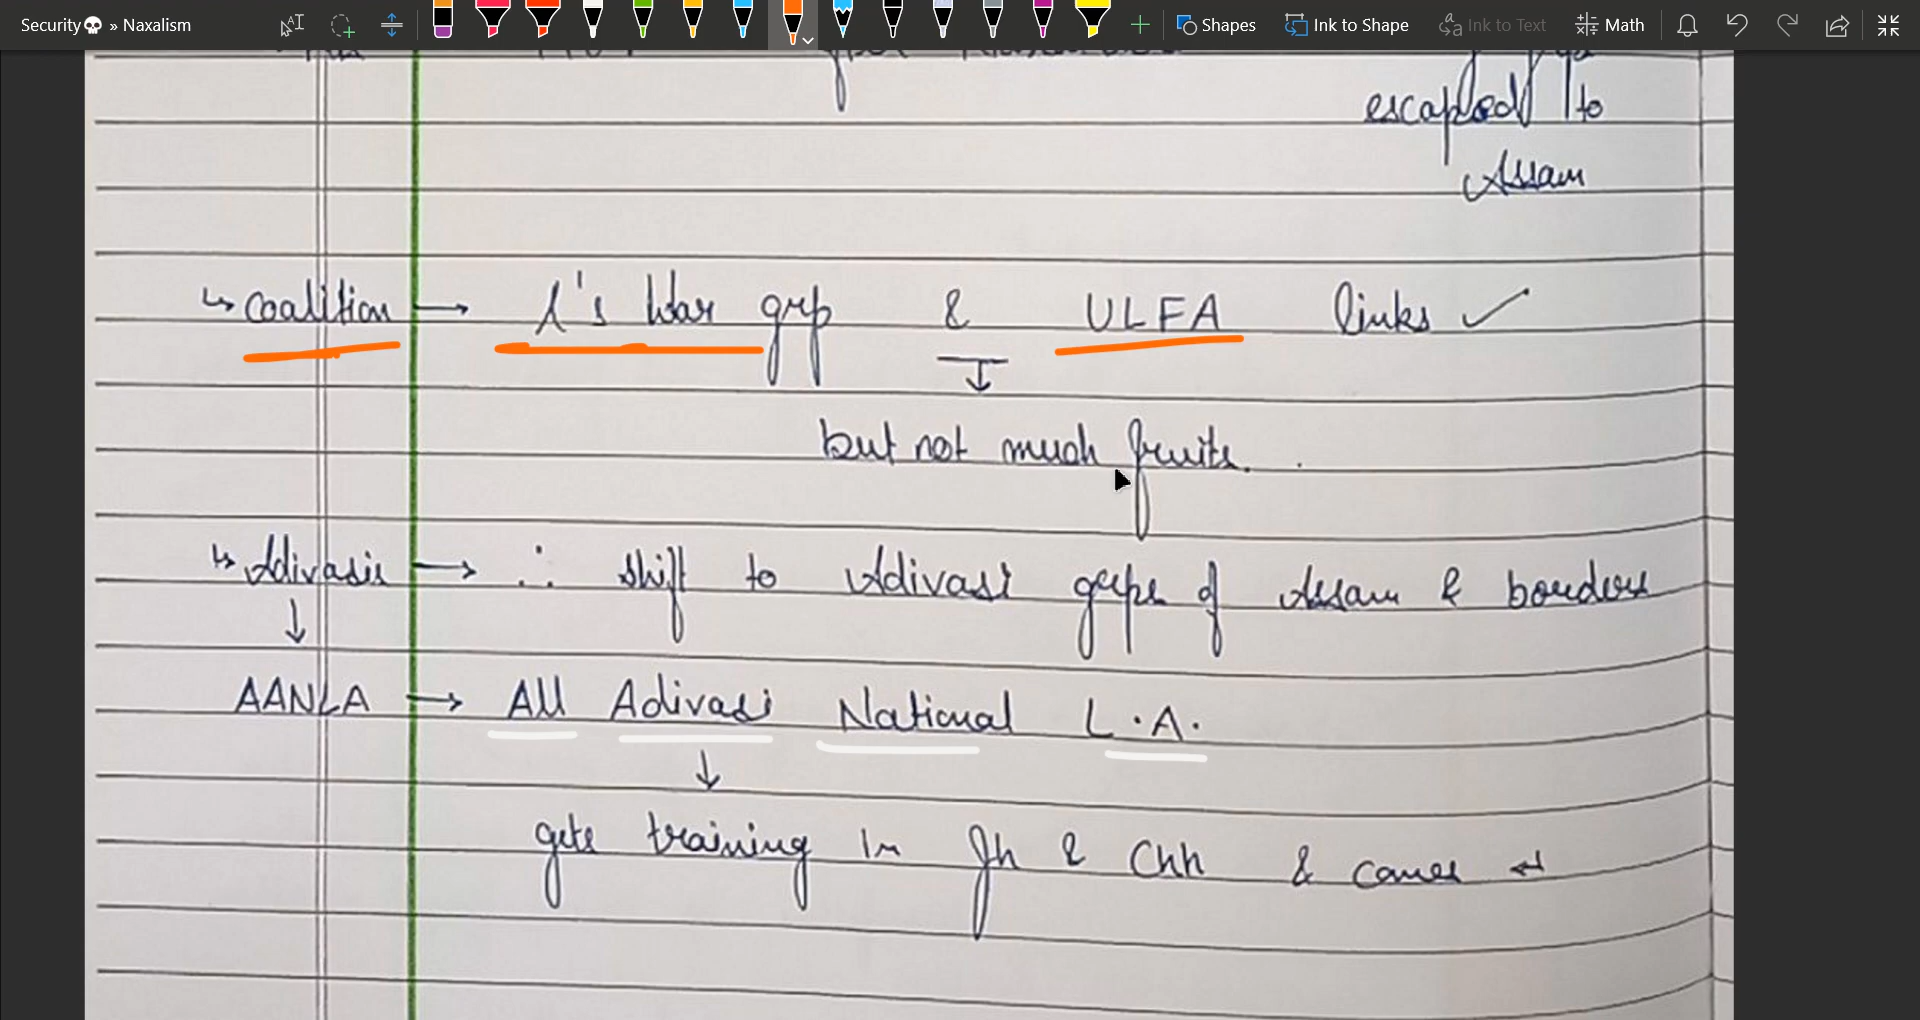 Security💀 » Naxalism
Shapes Ink to Shape Ink to Text Math
escaped to
Assam
↳ coalition → λ's War grp & ULFA links ✓
↓
but not much fruits.
↳ Adivasis → ∴ shift to Adivasi grps of Assam & borders
↓
AANLA → All Adivasi National L.A.
↓
gets training in Jh & Chh & comes ↵